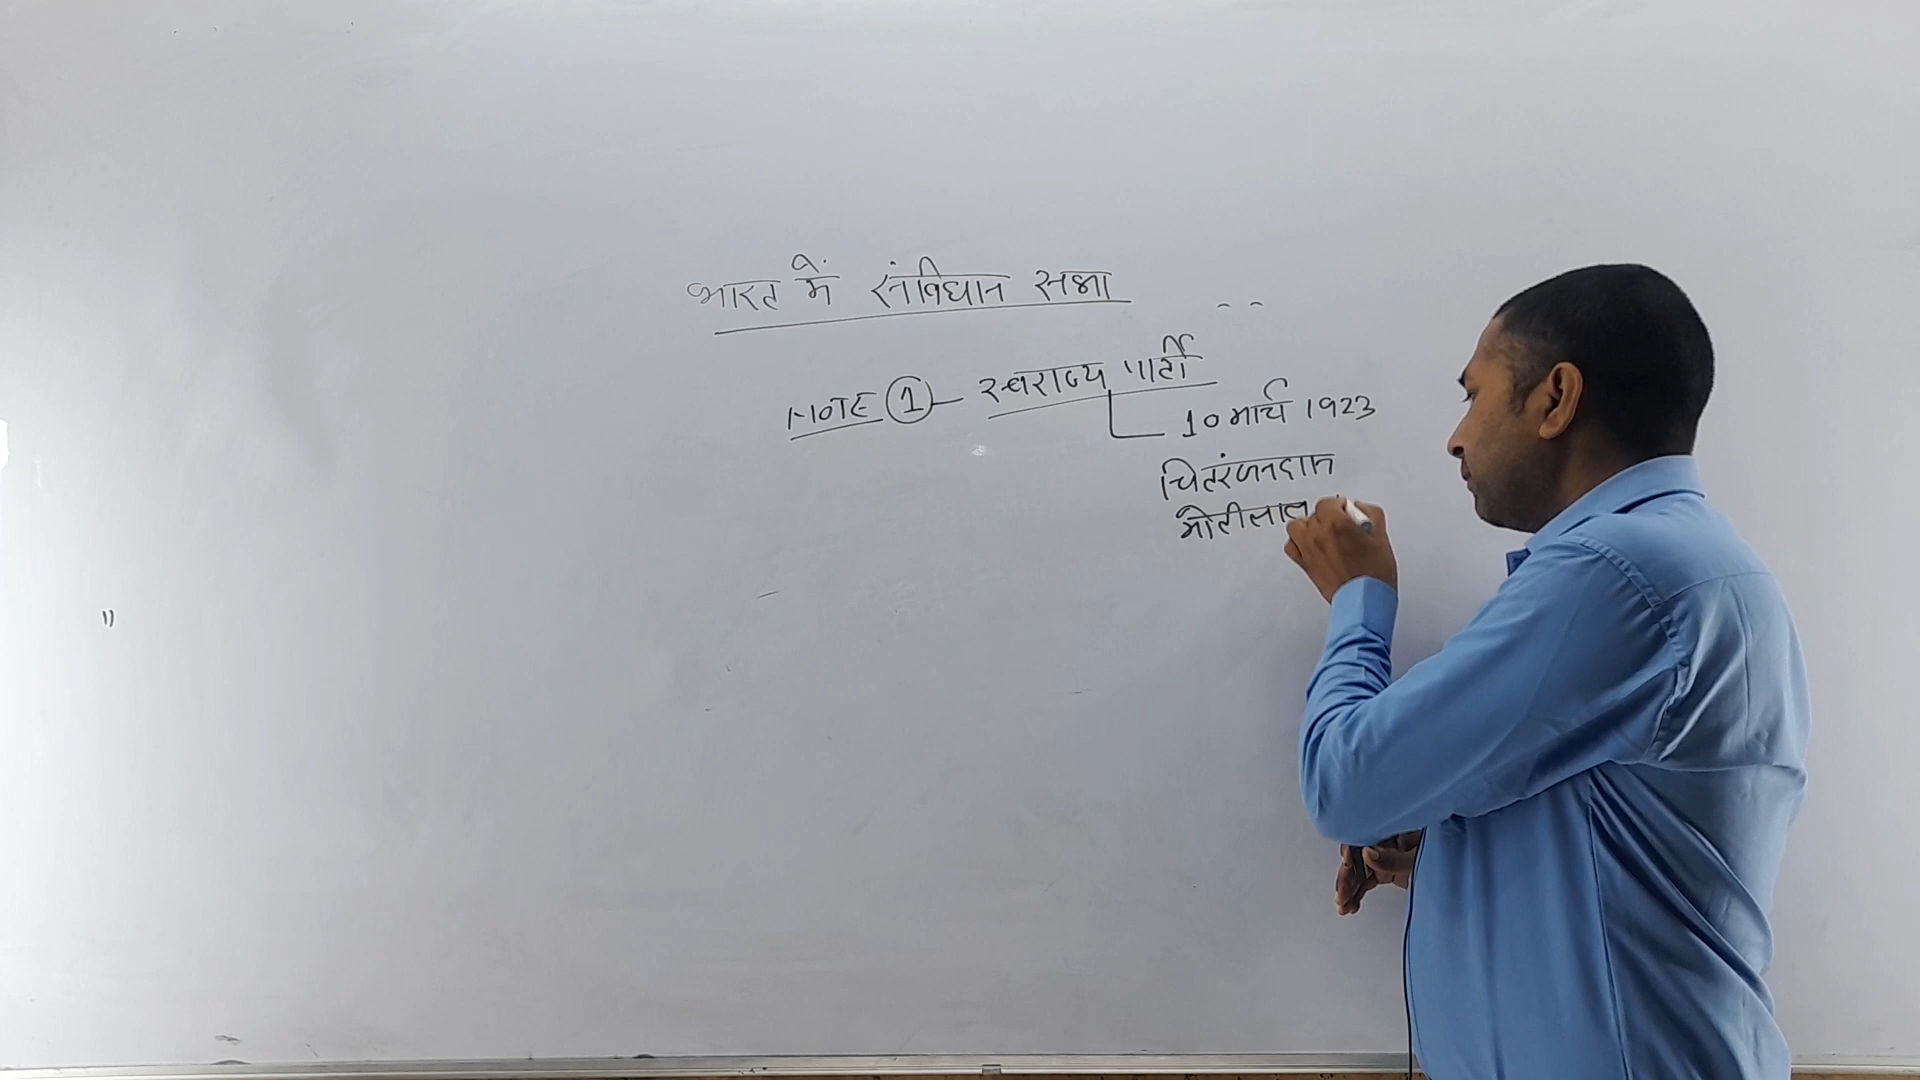 भारत में संविधान सभा
NOTE ① - स्वराज्य पार्टी
10 मार्च 1923
चितरंजनदास
मोतीलाल